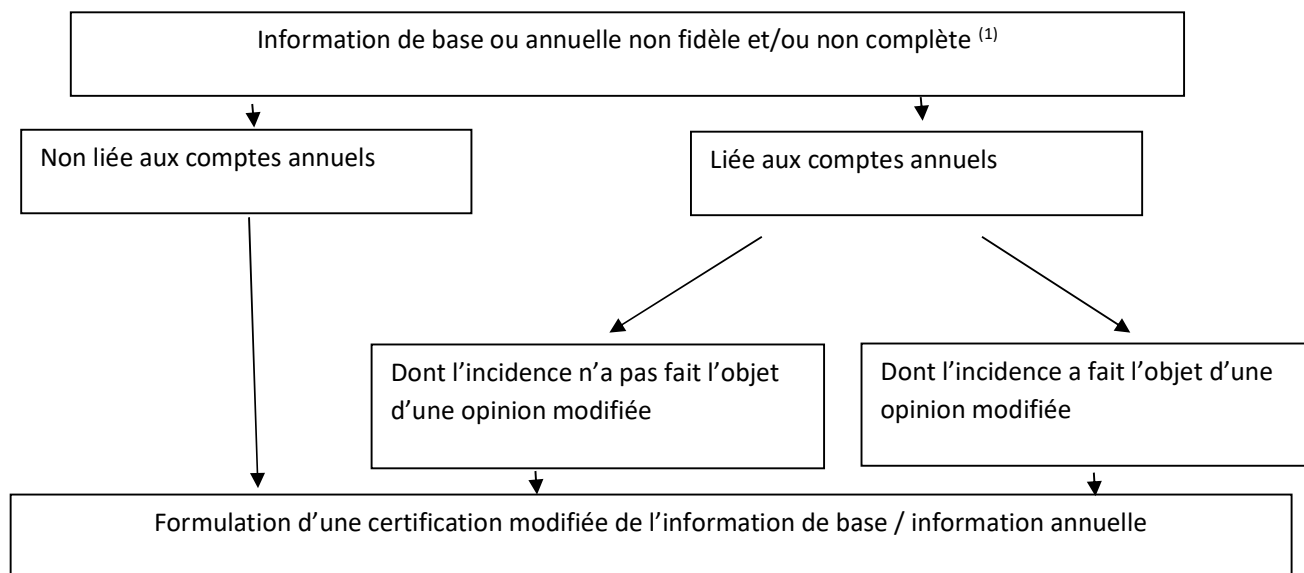 Information de base ou annuelle non fidèle et/ou non complète (1)
Non liée aux comptes annuels
Liée aux comptes annuels
Dont l’incidence n’a pas fait l’objet
d’une opinion modifiée
Dont l’incidence a fait l’objet d’une
opinion modifiée
Formulation d’une certification modifiée de l’information de base / information annuelle